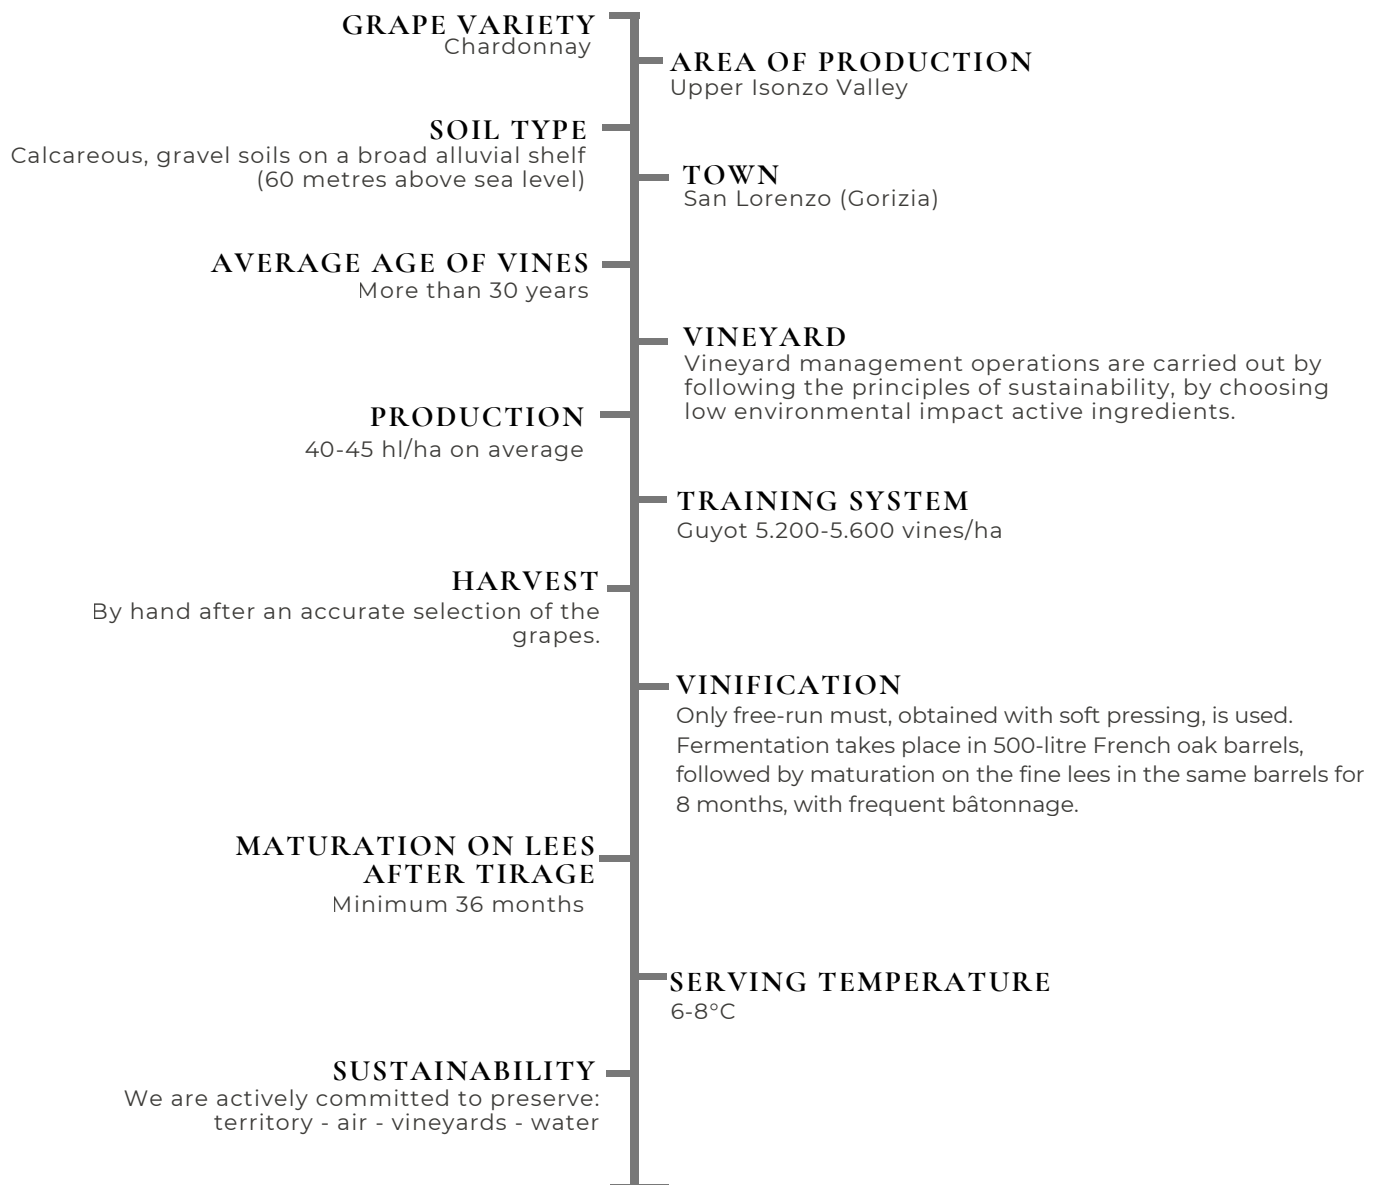 GRAPE VARIETY
Chardonnay
AREA OF PRODUCTION
Upper Isonzo Valley
SOIL TYPE
Calcareous, gravel soils on a broad alluvial shelf
(60 metres above sea level)
TOWN
San Lorenzo (Gorizia)
AVERAGE AGE OF VINES
More than 30 years
VINEYARD
Vineyard management operations are carried out by
following the principles of sustainability, by choosing
low environmental impact active ingredients.
PRODUCTION
40-45 hl/ha on average
TRAINING SYSTEM
Guyot 5.200-5.600 vines/ha
HARVEST
By hand after an accurate selection of the
grapes.
VINIFICATION
Only free-run must, obtained with soft pressing, is used.
Fermentation takes place in 500-litre French oak barrels,
followed by maturation on the fine lees in the same barrels for
8 months, with frequent bâtonnage.
MATURATION ON LEES
AFTER TIRAGE
Minimum 36 months
SERVING TEMPERATURE
6-8°C
SUSTAINABILITY
We are actively committed to preserve:
territory - air - vineyards - water